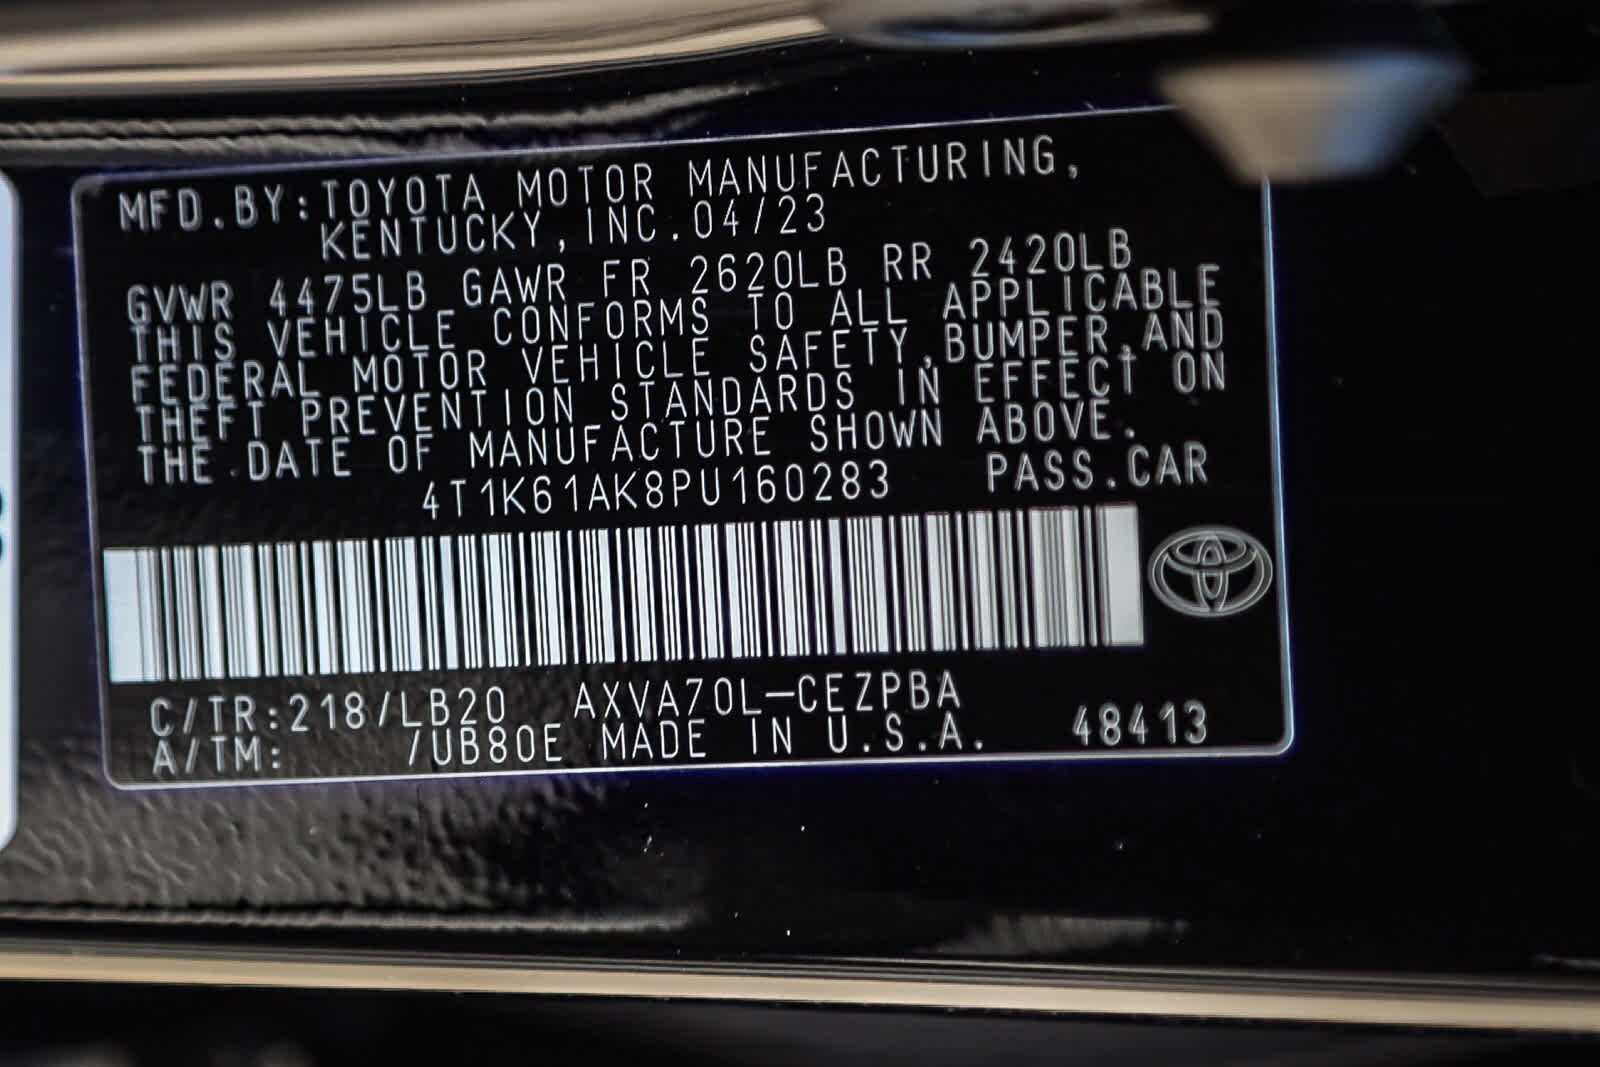 MFD.BY:TOYOTA MOTOR MANUFACTURING,
KENTUCKY,INC.04/23
GVWR 4475LB GAWR FR 2620LB RR 2420LB
THIS VEHICLE CONFORMS TO ALL APPLICABLE
FEDERAL MOTOR VEHICLE SAFETY,BUMPER,AND
THEFT PREVENTION STANDARDS IN EFFECT ON
THE DATE OF MANUFACTURE SHOWN ABOVE.
4T1K61AK8PU160283 PASS.CAR
C/TR:218/LB20 AXVA70L-CEZPBA
A/TM: /UB80E MADE IN U.S.A. 48413